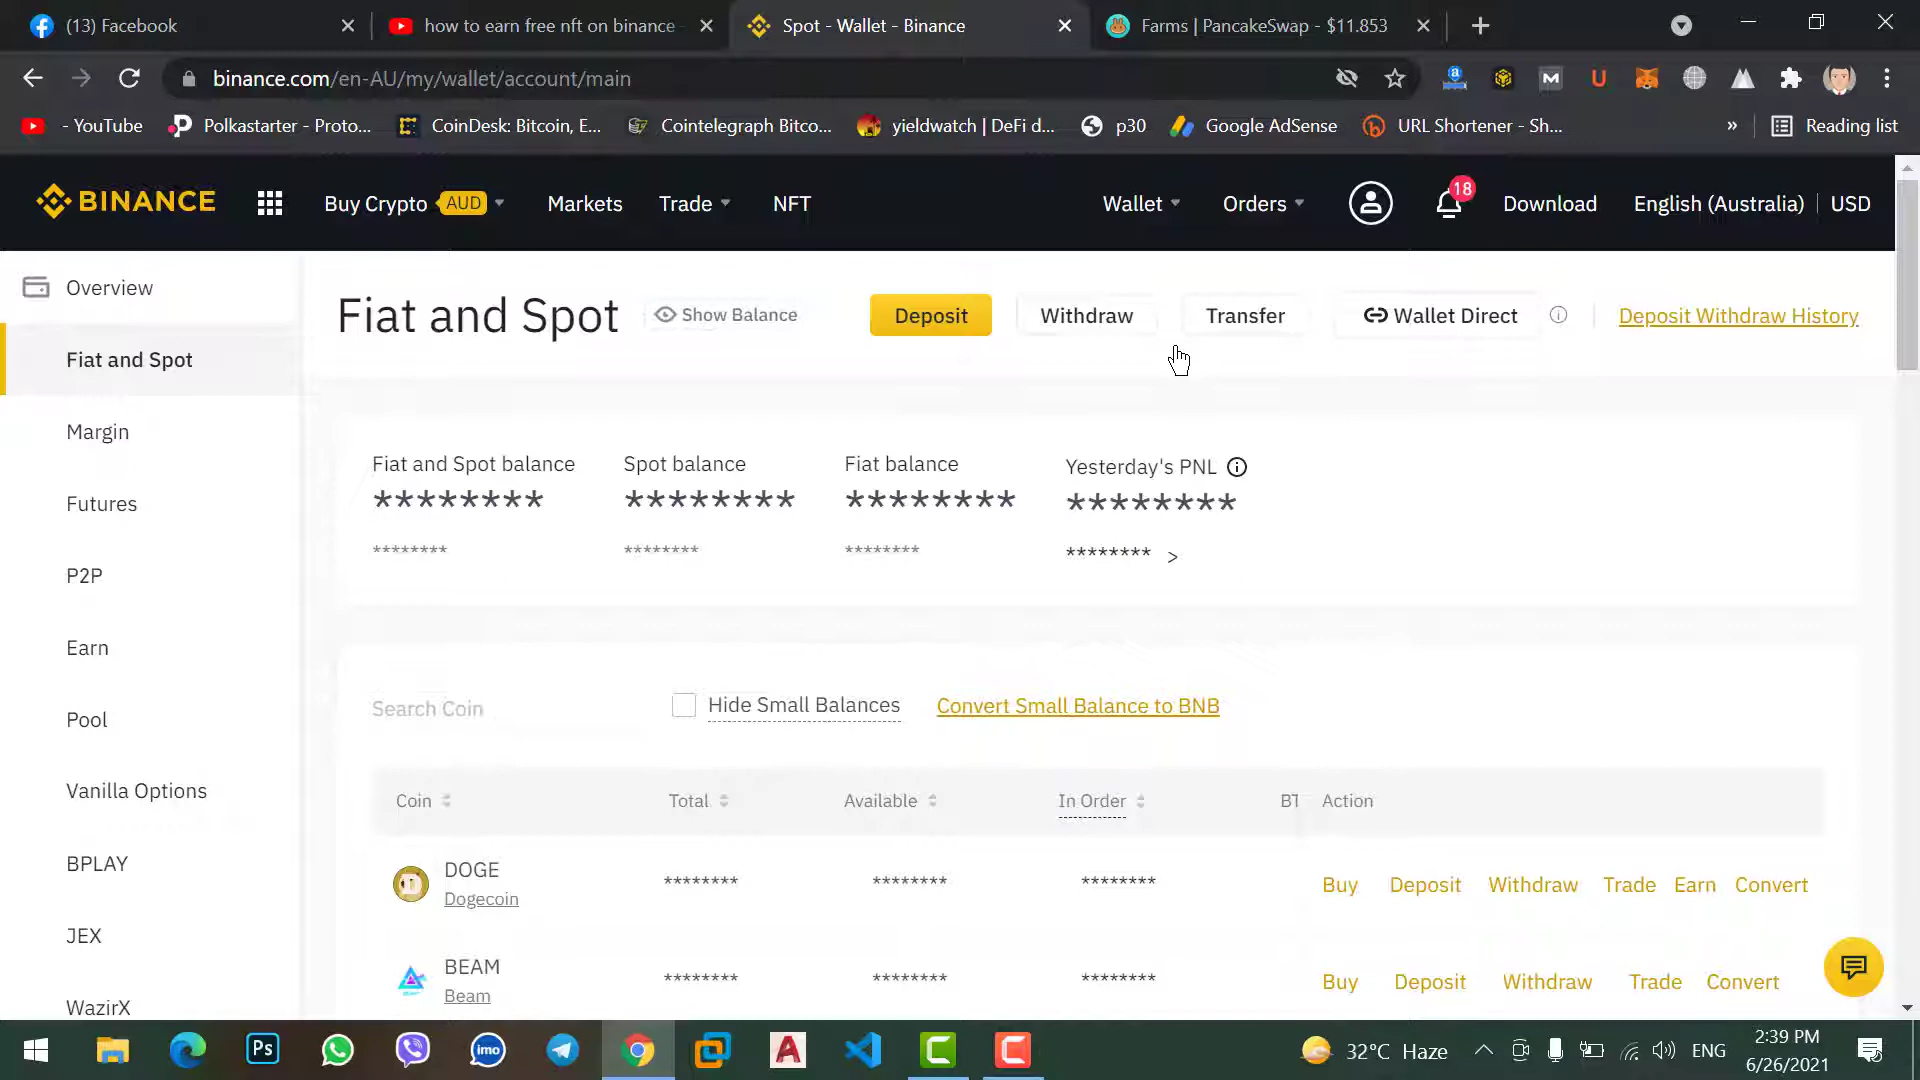 (13) Facebook
how to earn free nft on binance
Spot - Wallet - Binance
Farms | PancakeSwap - $11.853
binance.com/en-AU/my/wallet/account/main
- YouTube
Polkastarter - Proto...
CoinDesk: Bitcoin, E...
Cointelegraph Bitco...
yieldwatch | DeFi d...
p30
Google AdSense
URL Shortener - Sh...
»
Reading list
BINANCE
Buy Crypto AUD
Markets
Trade
NFT
Wallet
Orders
18
Download
English (Australia)
USD
Overview
Fiat and Spot
Margin
Futures
P2P
Earn
Pool
Vanilla Options
BPLAY
JEX
WazirX
Fiat and Spot
Show Balance
Deposit
Withdraw
Transfer
Wallet Direct
Deposit Withdraw History
Fiat and Spot balance
********
********
Spot balance
********
********
Fiat balance
********
********
Yesterday's PNL
********
******** >
Search Coin
Hide Small Balances
Convert Small Balance to BNB
Coin Total Available In Order BT Action
DOGE
Dogecoin
******** ******** ********
Buy Deposit Withdraw Trade Earn Convert
BEAM
Beam
******** ******** ********
Buy Deposit Withdraw Trade Convert
Ps
imo
32°C Haze
ENG
2:39 PM
6/26/2021